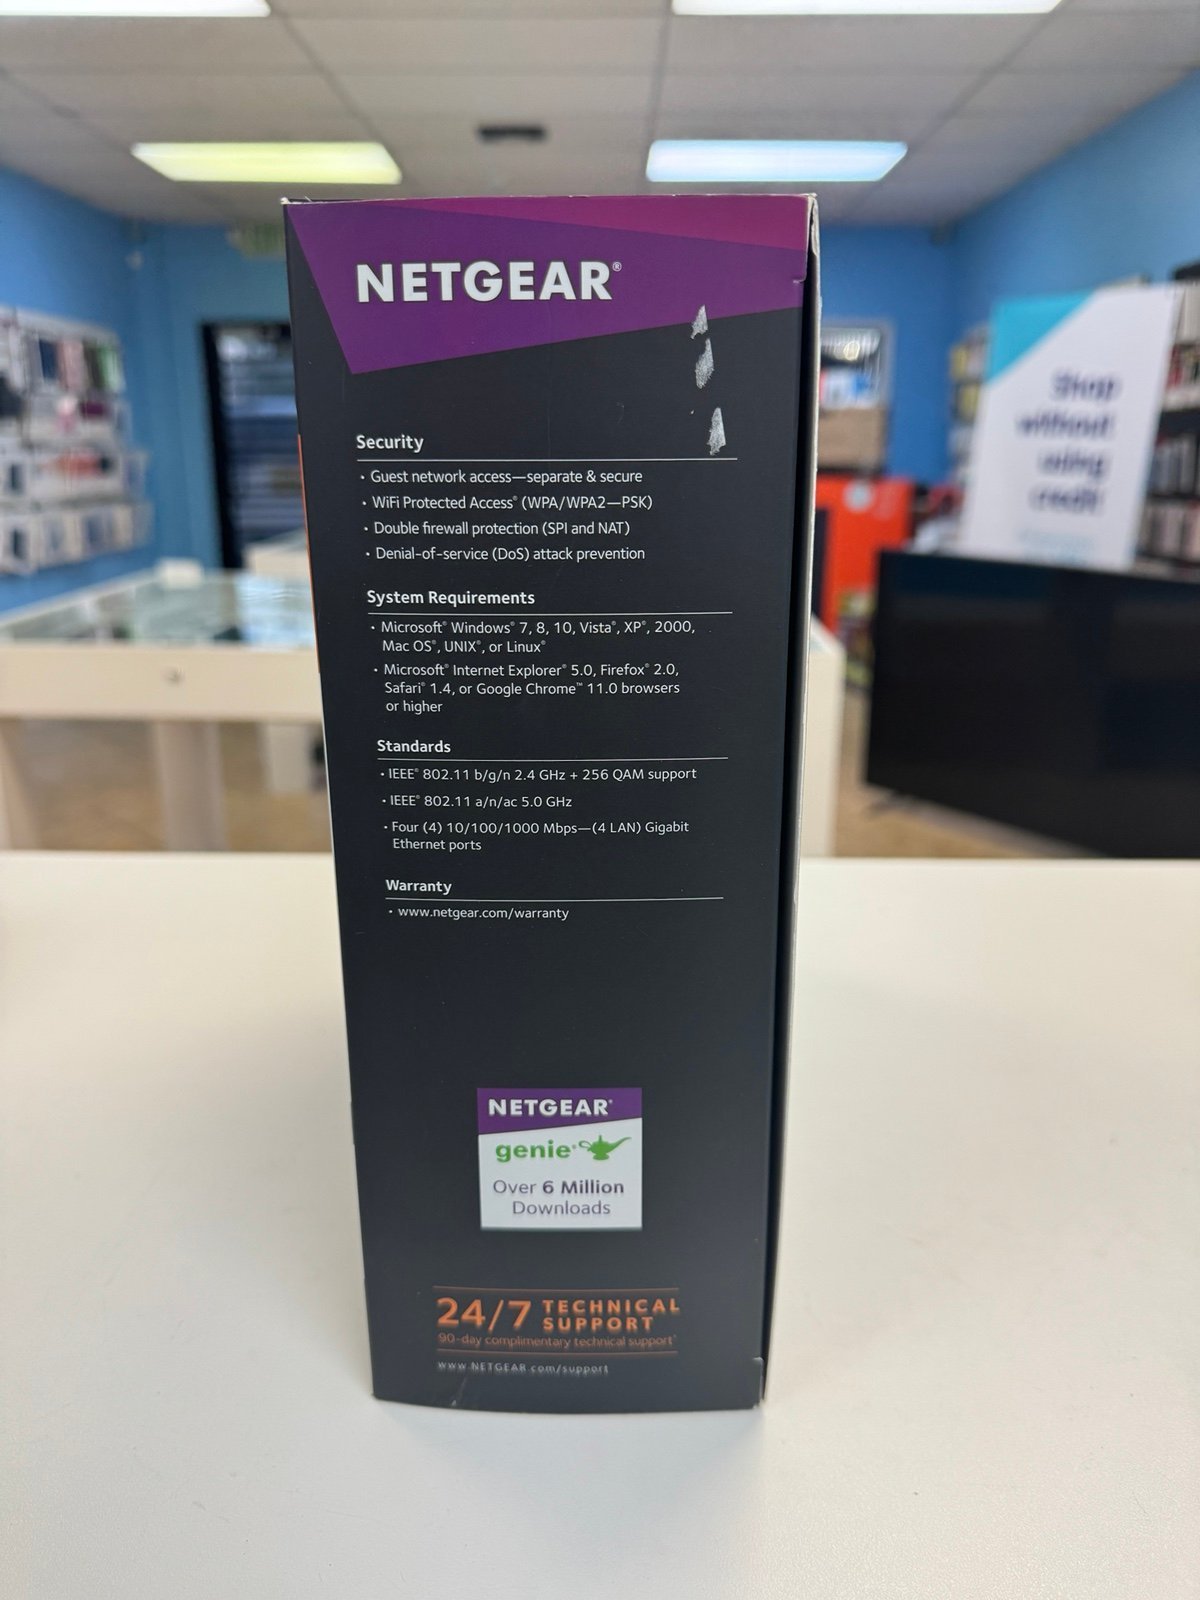 NETGEAR®
Shop
without
using
credit
Security
• Guest network access—separate & secure
• WiFi Protected Access® (WPA/WPA2—PSK)
• Double firewall protection (SPI and NAT)
• Denial-of-service (DoS) attack prevention
System Requirements
• Microsoft® Windows® 7, 8, 10, Vista®, XP®, 2000,
Mac OS®, UNIX®, or Linux®
• Microsoft® Internet Explorer® 5.0, Firefox® 2.0,
Safari® 1.4, or Google Chrome™ 11.0 browsers
or higher
Standards
• IEEE® 802.11 b/g/n 2.4 GHz + 256 QAM support
• IEEE® 802.11 a/n/ac 5.0 GHz
• Four (4) 10/100/1000 Mbps—(4 LAN) Gigabit
Ethernet ports
Warranty
• www.netgear.com/warranty
NETGEAR®
genie®
Over 6 Million
Downloads
24/7 TECHNICAL
SUPPORT
90-day complimentary technical support*
www.NETGEAR.com/support